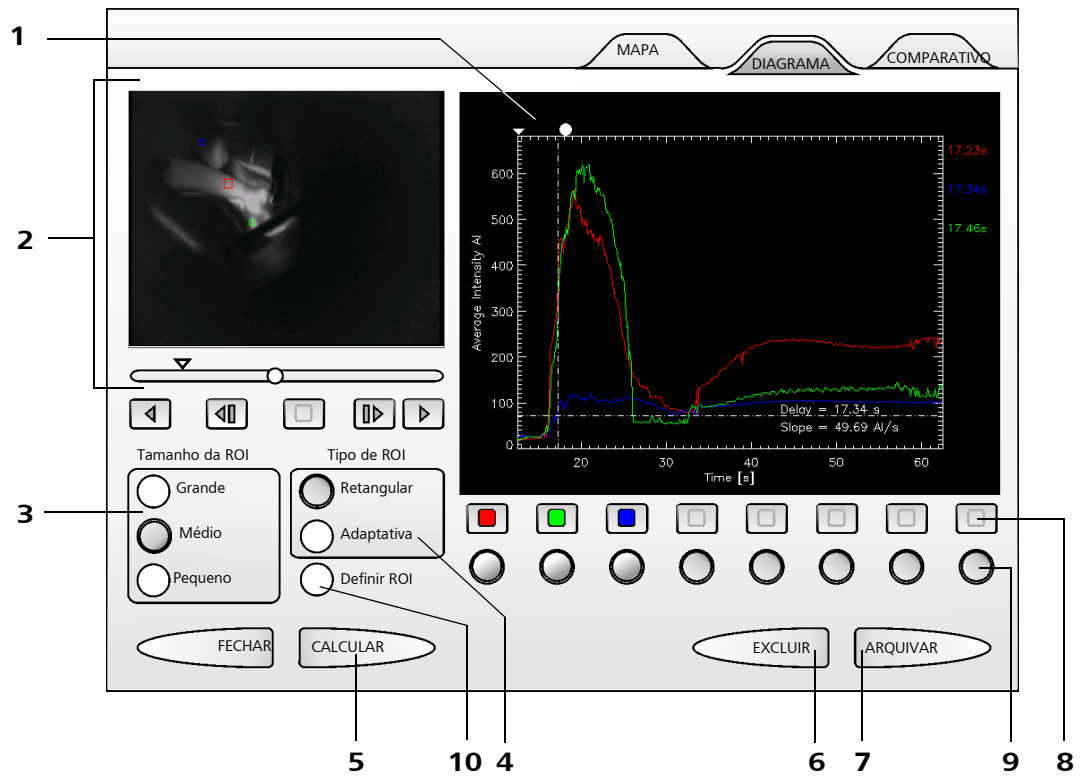 1
MAPA
DIAGRAMA
COMPARATIVO
2
17.23s
17.34s
17.46s
600
500
400
300
200
100
0
Average Intensity AI
Delay = 17.34 s
Slope = 49.69 AI/s
20
30
40
50
60
Time [s]
Tamanho da ROI
Tipo de ROI
3
Grande
Retangular
Médio
Adaptativa
Pequeno
Definir ROI
8
9
FECHAR
CALCULAR
EXCLUIR
ARQUIVAR
5
10
4
6
7
9
8